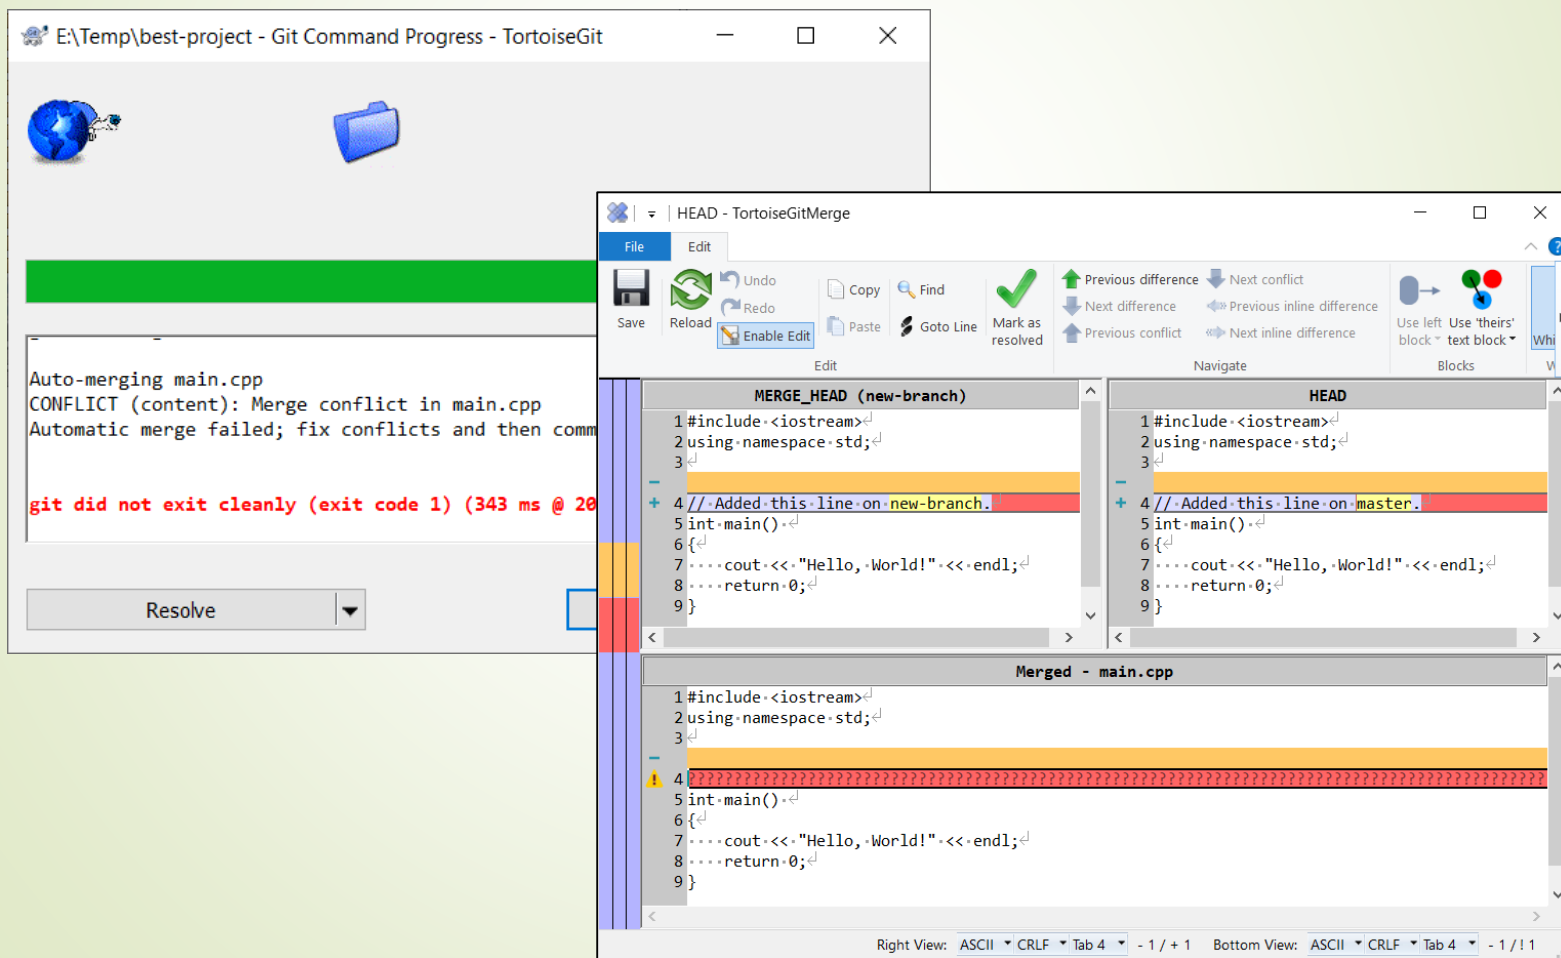 E:\Temp\best-project - Git Command Progress - TortoiseGit
Auto-merging main.cpp
CONFLICT (content): Merge conflict in main.cpp
Automatic merge failed; fix conflicts and then comm
git did not exit cleanly (exit code 1) (343 ms @ 20
Resolve
HEAD - TortoiseGitMerge
File Edit
Save
Reload
Undo
Redo
Enable Edit
Copy
Paste
Find
Goto Line
Mark as
resolved
Edit
Previous difference
Next difference
Previous conflict
Next conflict
Previous inline difference
Next inline difference
Navigate
Use left
block
Use 'theirs'
text block
Blocks
Whi
MERGE_HEAD (new-branch)
1 #include <iostream>
2 using namespace std;
3
4 // Added this line on new-branch.
5 int main()
6 {
7 cout << "Hello, World!" << endl;
8 return 0;
9 }
HEAD
1 #include <iostream>
2 using namespace std;
3
4 // Added this line on master.
5 int main()
6 {
7 cout << "Hello, World!" << endl;
8 return 0;
9 }
Merged - main.cpp
1 #include <iostream>
2 using namespace std;
3
4
5 int main()
6 {
7 cout << "Hello, World!" << endl;
8 return 0;
9 }
Right View: ASCII CRLF Tab 4 - 1 / + 1 Bottom View: ASCII CRLF Tab 4 - 1 / ! 1